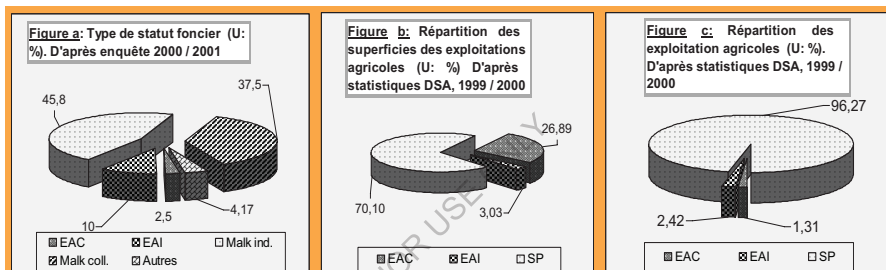 Figure a: Type de statut foncier (U:
%). D'après enquête 2000 / 2001
45,8
37,5
10
2,5
4,17
EAC EAI Malk ind.
Malk coll. Autres
Figure b: Répartition des
superficies des exploitations
agricoles (U: %) D'après
statistiques DSA, 1999 / 2000
26,89
70,10
3,03
EAC EAI SP
Figure c: Répartition des
exploitation agricoles (U: %).
D'après statistiques DSA, 1999 /
2000
96,27
2,42
1,31
EAC EAI SP
OR USE
LY